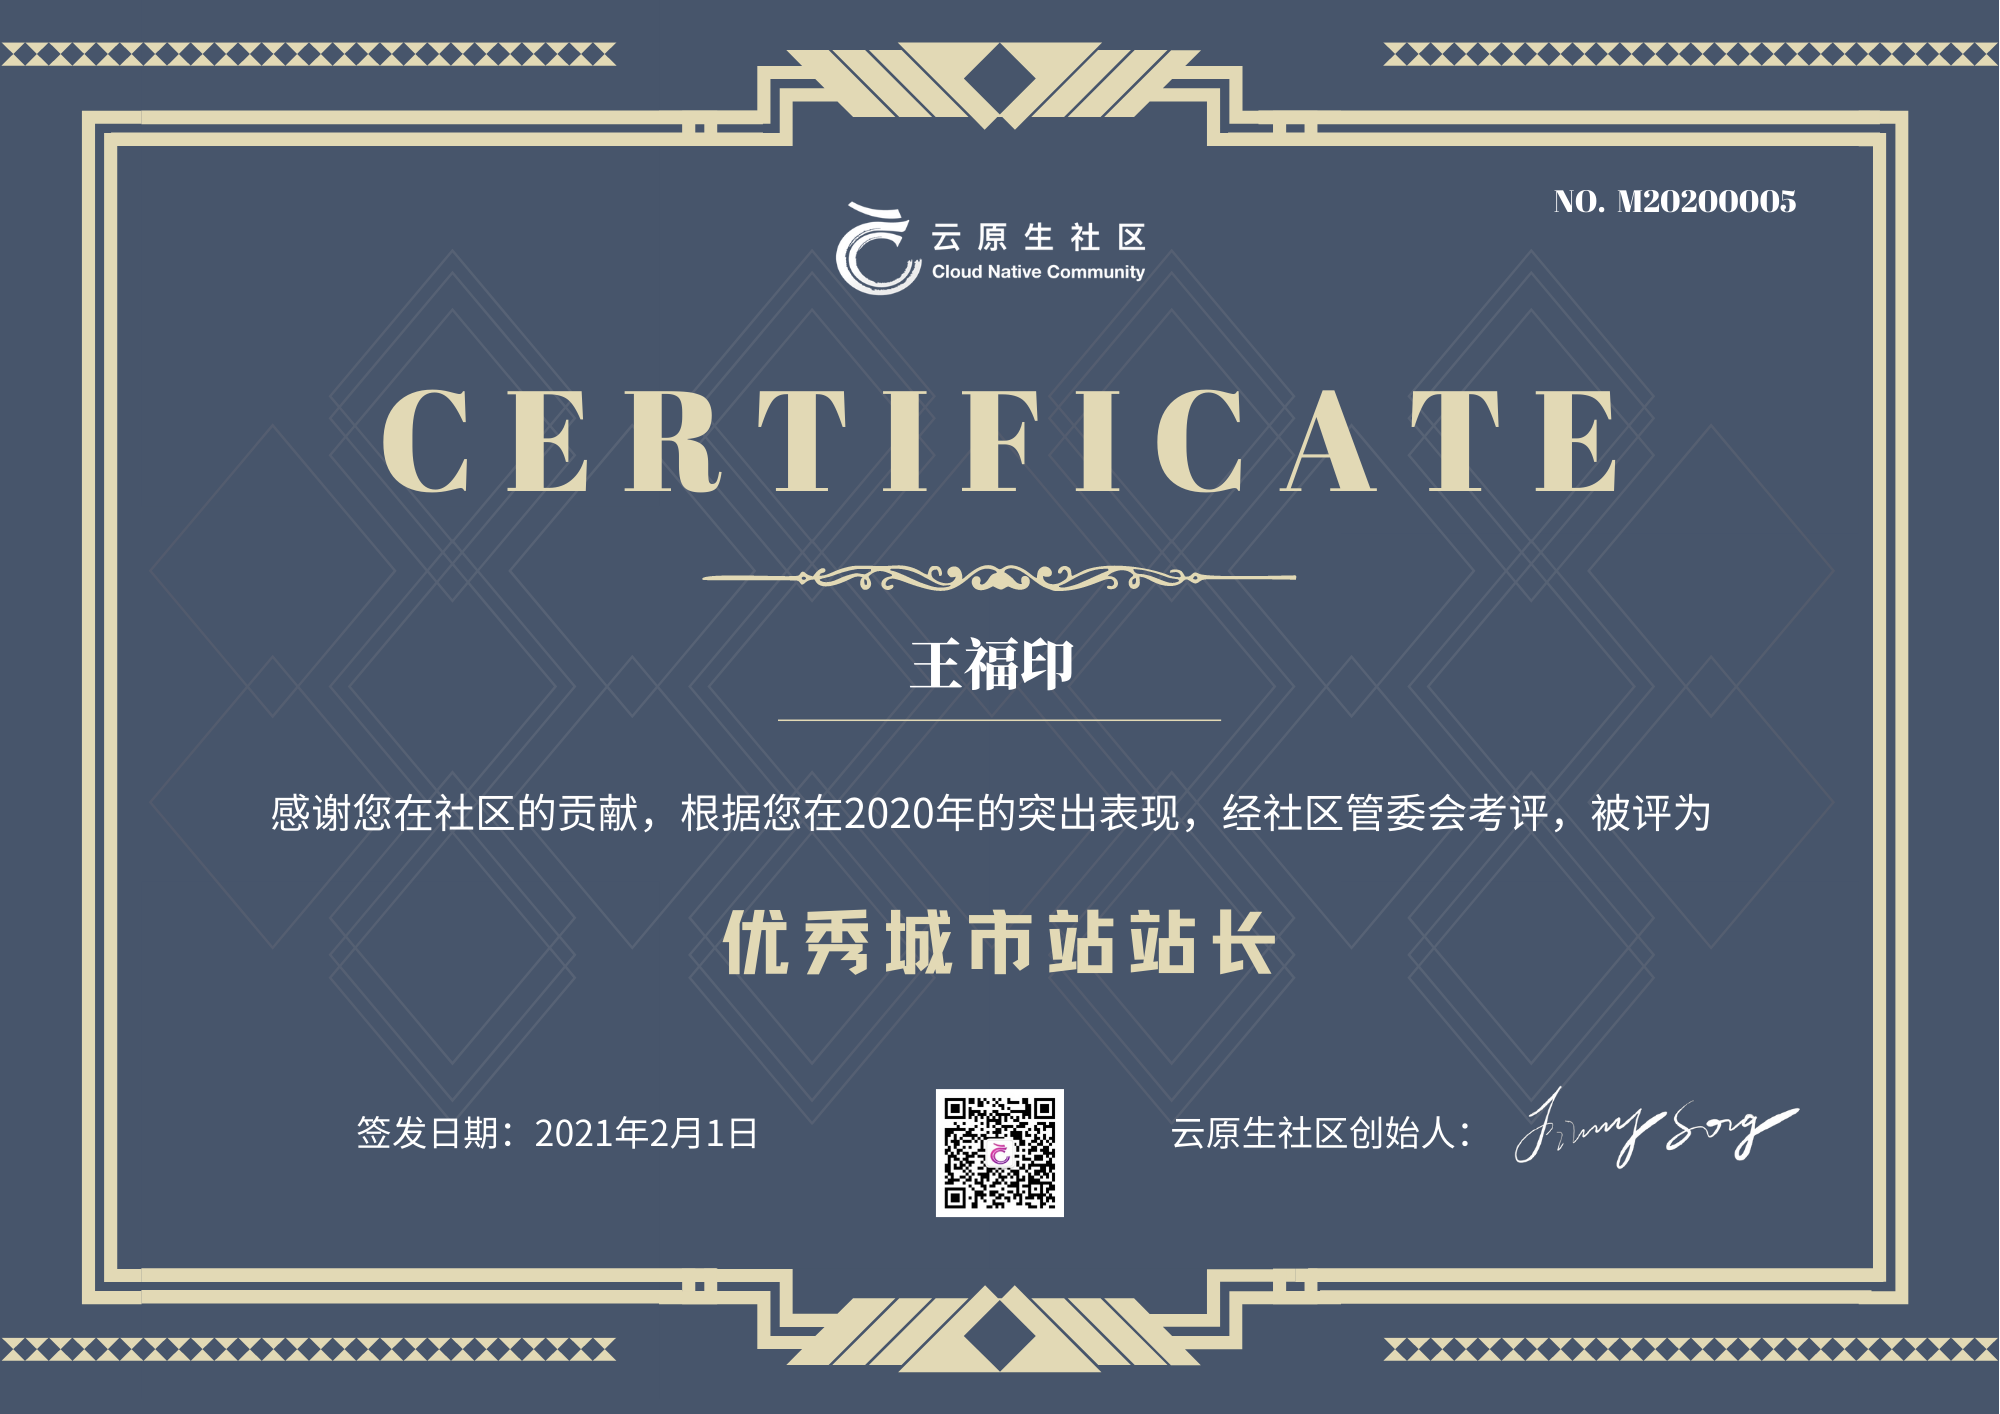 NO. M20200005
云原生社区
Cloud Native Community
CERTIFICATE
王福印
感谢您在社区的贡献，根据您在2020年的突出表现，经社区管委会考评，被评为
优秀城市站站长
签发日期：2021年2月1日
云原生社区创始人：Jimmy Song